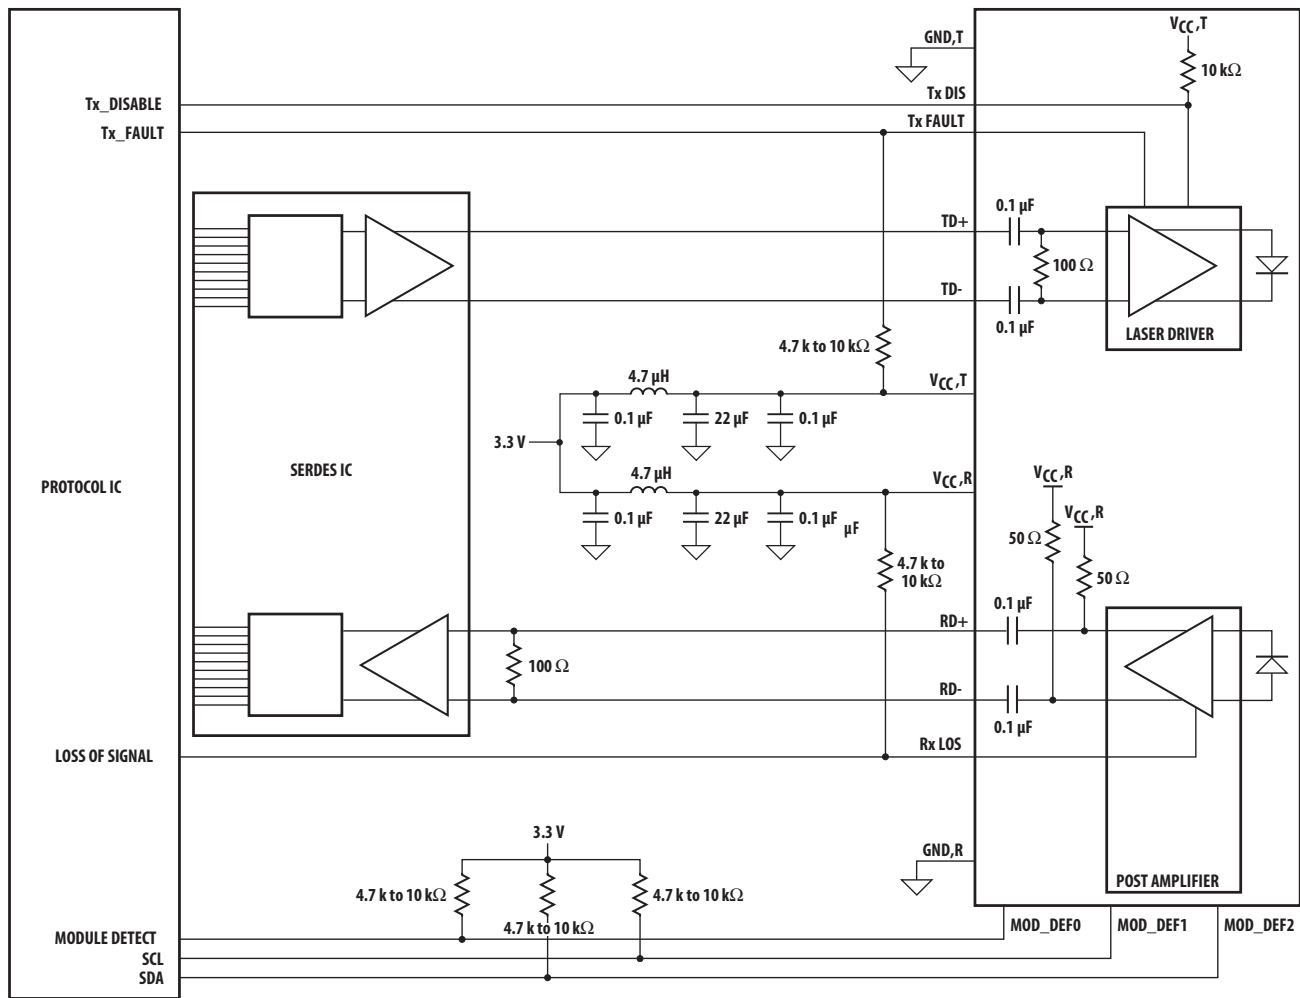 V_CC,T
GND,T
10 kΩ
Tx_DISABLE
Tx DIS
Tx_FAULT
Tx FAULT
0.1 µF
TD+
100 Ω
TD-
0.1 µF
LASER DRIVER
4.7 k to 10 kΩ
4.7 µH
V_CC,T
0.1 µF
22 µF
0.1 µF
3.3 V
SERDES IC
4.7 µH
V_CC,R
V_CC,R
PROTOCOL IC
0.1 µF
22 µF
0.1 µF
µF
V_CC,R
50 Ω
4.7 k to
10 kΩ
50 Ω
0.1 µF
RD+
100 Ω
RD-
0.1 µF
LOSS OF SIGNAL
Rx LOS
3.3 V
GND,R
4.7 k to 10 kΩ
4.7 k to 10 kΩ
POST AMPLIFIER
4.7 k to 10 kΩ
MOD_DEF0
MOD_DEF1
MOD_DEF2
MODULE DETECT
SCL
SDA